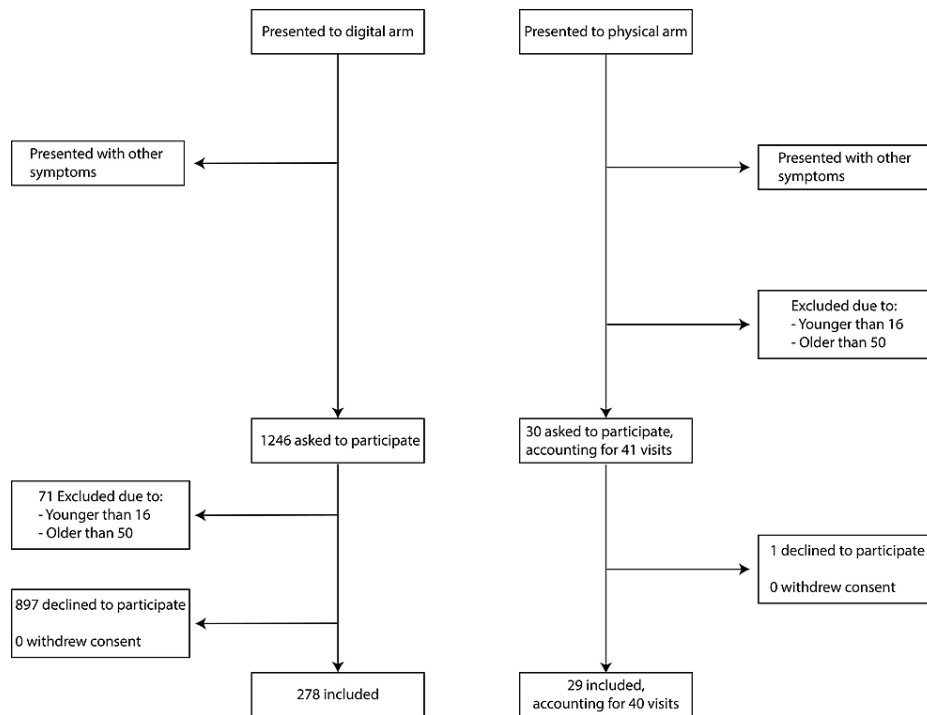 Presented to digital arm
Presented to physical arm
Presented with other
symptoms
Presented with other
symptoms
Excluded due to:
- Younger than 16
- Older than 50
1246 asked to participate
30 asked to participate,
accounting for 41 visits
71 Excluded due to:
- Younger than 16
- Older than 50
1 declined to participate
0 withdrew consent
897 declined to participate
0 withdrew consent
278 included
29 included,
accounting for 40 visits